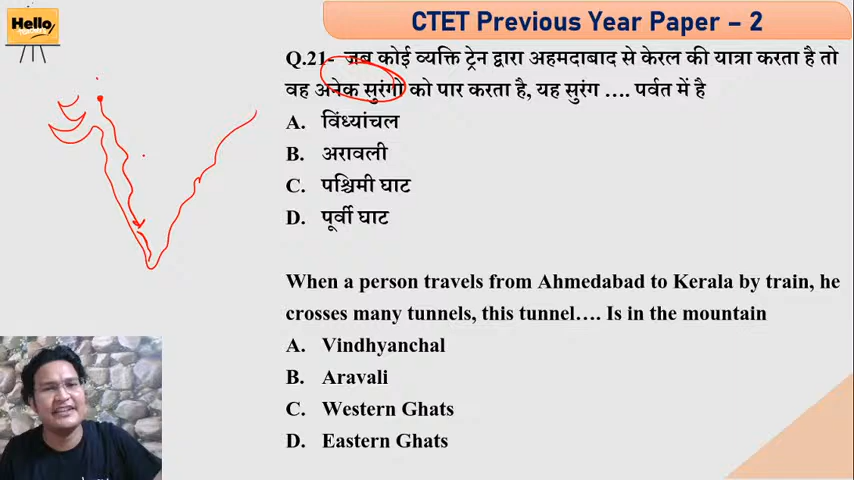 Hello
CTET Previous Year Paper – 2
Q.21- जब कोई व्यक्ति ट्रेन द्वारा अहमदाबाद से केरल की यात्रा करता है तो
वह अनेक सुरंगो को पार करता है, यह सुरंग .... पर्वत में है
A. विंध्यांचल
B. अरावली
C. पश्चिमी घाट
D. पूर्वी घाट
When a person travels from Ahmedabad to Kerala by train, he
crosses many tunnels, this tunnel.... Is in the mountain
A. Vindhyanchal
B. Aravali
C. Western Ghats
D. Eastern Ghats